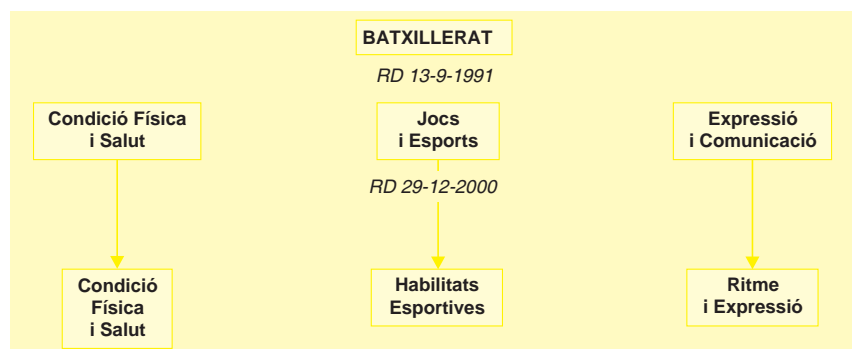 BATXILLERAT
RD 13-9-1991
Condició Física
i Salut
Jocs
i Esports
Expressió
i Comunicació
RD 29-12-2000
Condició
Física
i Salut
Habilitats
Esportives
Ritme
i Expressió